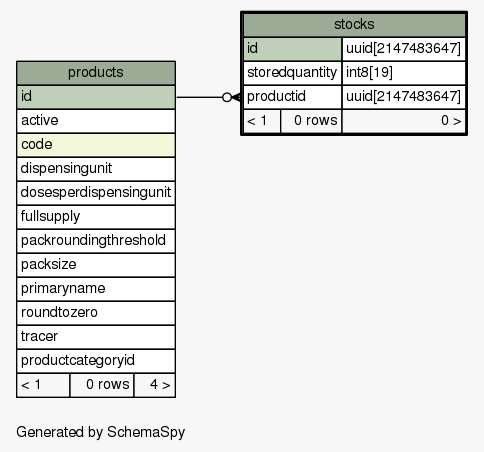 stocks
id uuid[2147483647]
storedquantity int8[19]
productid uuid[2147483647]
< 1 0 rows 0 >
products
id
active
code
dispensingunit
dosesperdispensingunit
fullsupply
packroundingthreshold
packsize
primaryname
roundtozero
tracer
productcategoryid
< 1 0 rows 4 >
Generated by SchemaSpy